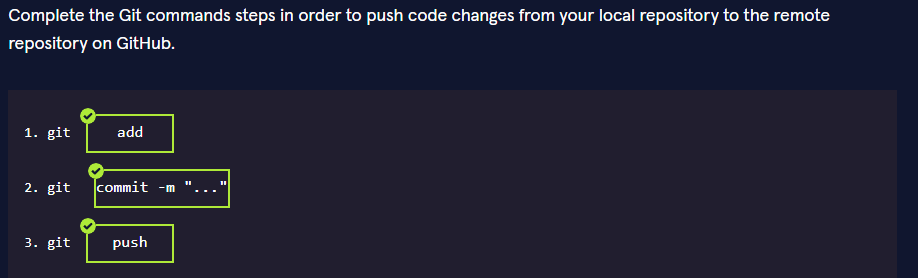 Complete the Git commands steps in order to push code changes from your local repository to the remote
repository on GitHub.
1. git add
2. git commit -m "..."
3. git push